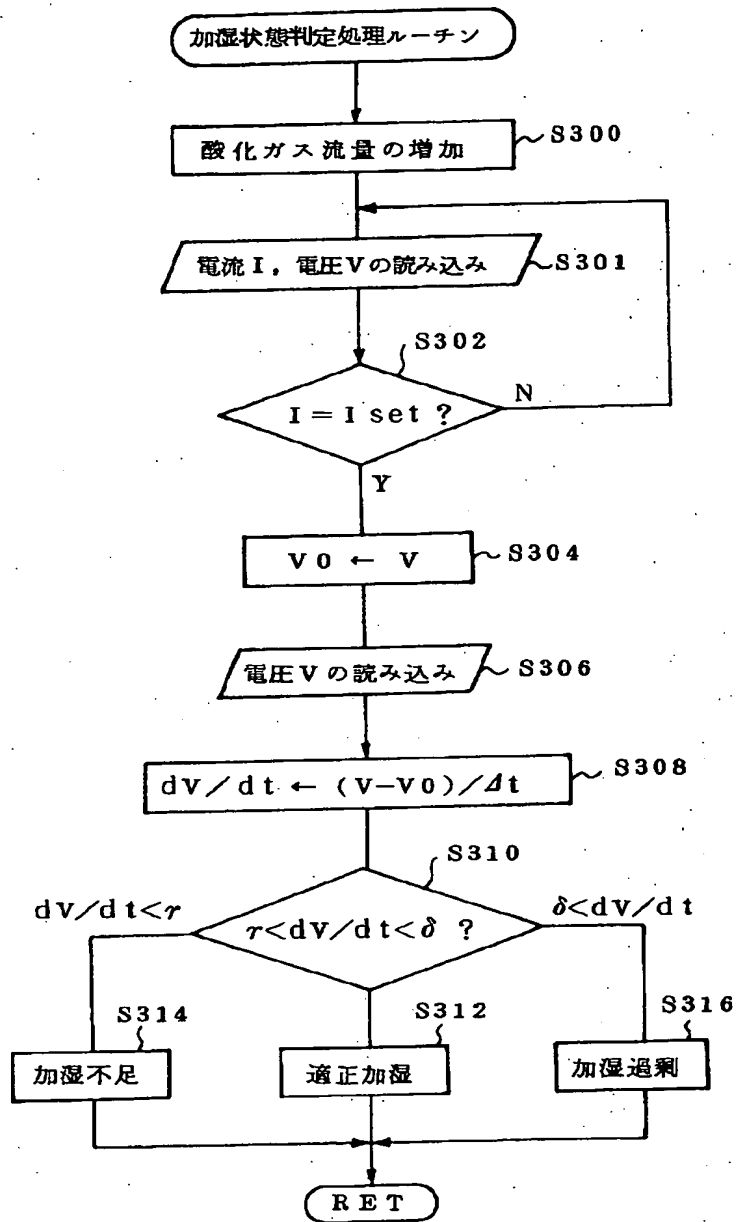 加湿状態判定処理ルーチン
酸化ガス流量の増加
S300
電流I，電圧Vの読み込み
S301
S302
I＝I set ?
N
Y
V0 ← V
S304
電圧Vの読み込み
S306
dV／dt ← (V−V0)／Δt
S308
S310
dV／dt<r
r<dV／dt<δ ?
δ<dV／dt
S314
S312
S316
加湿不足
適正加湿
加湿過剰
RET